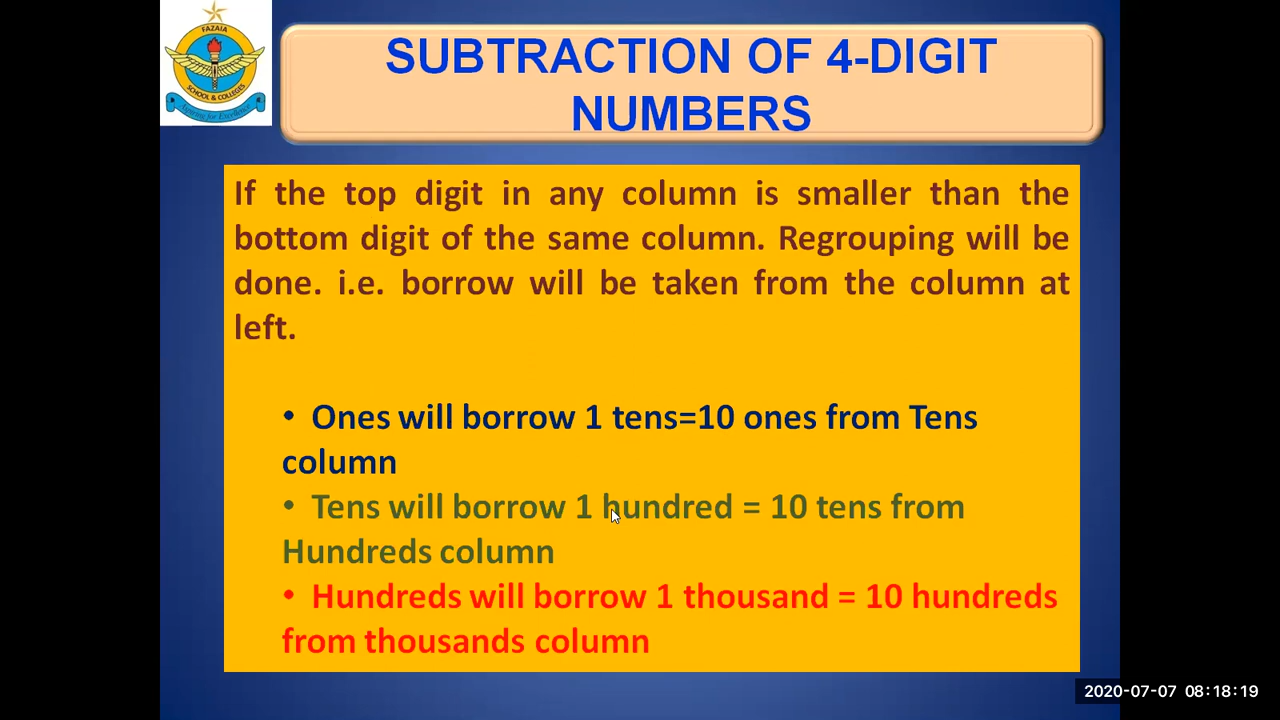 FAZAIA
SCHOOL & COLLEGES
SUBTRACTION OF 4-DIGIT
NUMBERS
If the top digit in any column is smaller than the
bottom digit of the same column. Regrouping will be
done. i.e. borrow will be taken from the column at
left.
• Ones will borrow 1 tens=10 ones from Tens
column
• Tens will borrow 1 hundred = 10 tens from
Hundreds column
• Hundreds will borrow 1 thousand = 10 hundreds
from thousands column
2020-07-07 08:18:19